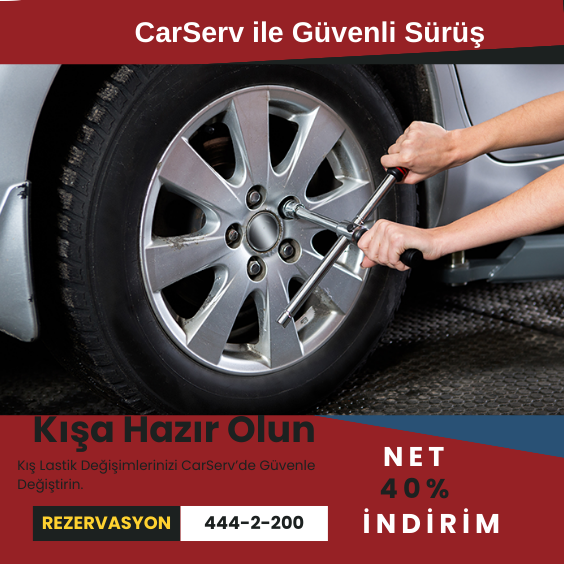 CarServ ile Güvenli Sürüş
Kışa Hazır Olun
Kış Lastik Değişimlerinizi CarServ'de Güvenle
Değiştirin.
REZERVASYON 444-2-200
NET
40%
İNDİRİM